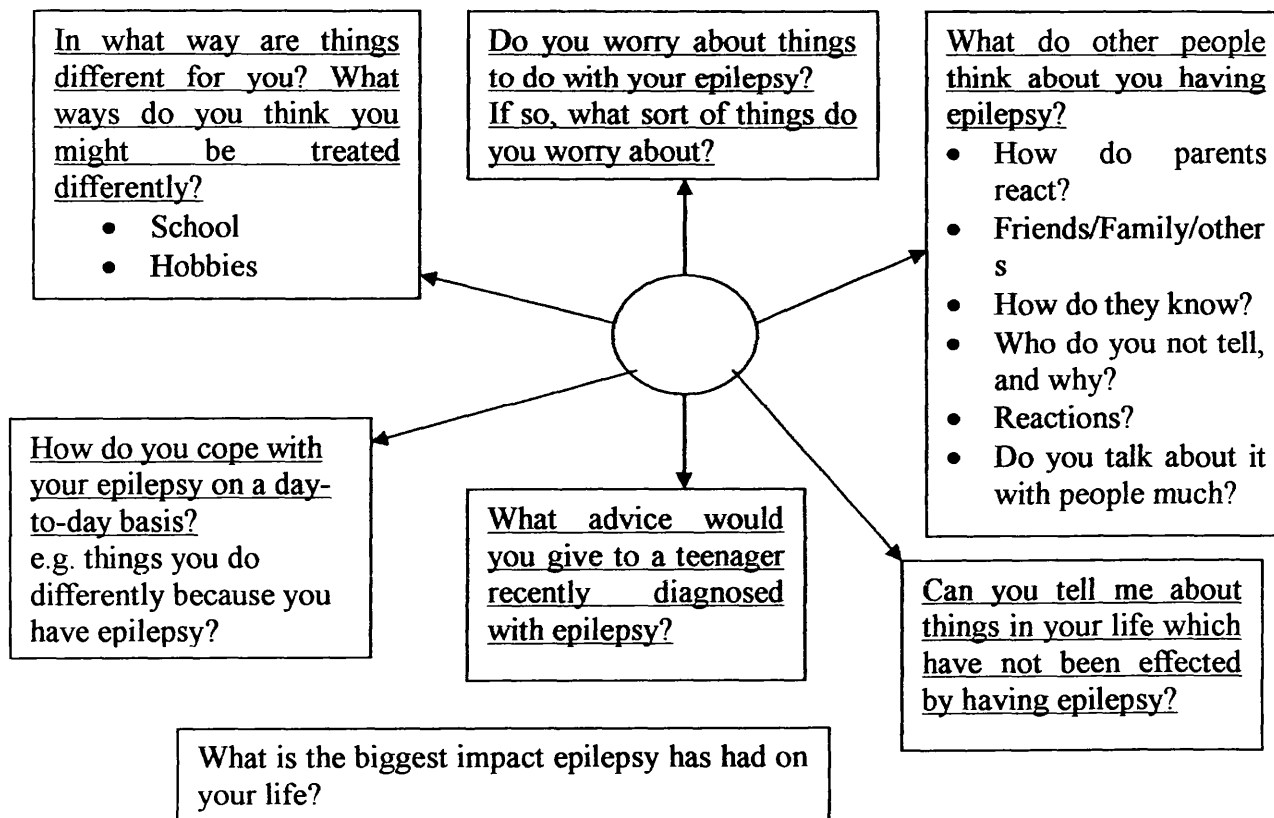 In what way are things
different for you? What
ways do you think you
might be treated
differently?
• School
• Hobbies
Do you worry about things
to do with your epilepsy?
If so, what sort of things do
you worry about?
What do other people
think about you having
epilepsy?
• How do parents
react?
• Friends/Family/other
s
• How do they know?
• Who do you not tell,
and why?
• Reactions?
• Do you talk about it
with people much?
How do you cope with
your epilepsy on a day-
to-day basis?
e.g. things you do
differently because you
have epilepsy?
What advice would
you give to a teenager
recently diagnosed
with epilepsy?
Can you tell me about
things in your life which
have not been effected
by having epilepsy?
What is the biggest impact epilepsy has had on
your life?